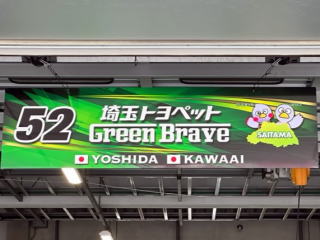 52
埼玉トヨペット
Green Brave
SAITAMA
YOSHIDA KAWAAI